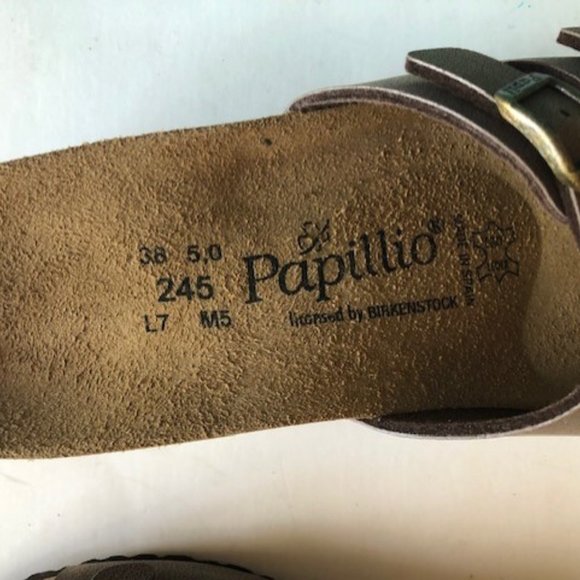 38 5.0
245
L7 M5
Papillio®
licensed by BIRKENSTOCK
MADE IN SPAIN